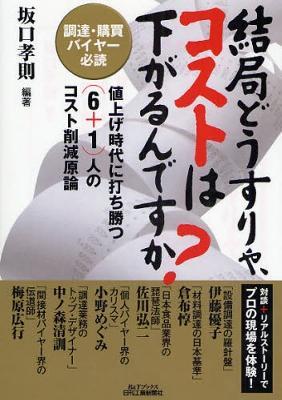 結局どうすりゃ、
コストは
下がるんですか?
調達・購買
バイヤー
必読
坂口孝則
編著
値上げ時代に打ち勝つ
(6+1)人の
コスト削減原論
対談+リアルストーリーで
プロの現場を体験!
「設備調達の羅針盤」
伊藤優子
「材料調達の日本基準」
倉布惇
「日本食品業界の
琵琶法師」
佐川弘二
「個人バイヤー界の
カリスマ」
小野めぐみ
「調達業務の
トップ・デザイナー」
中ノ森清訓
「間接材バイヤー界の
伝道師」
梅原広行
B&Tブックス
日刊工業新聞社